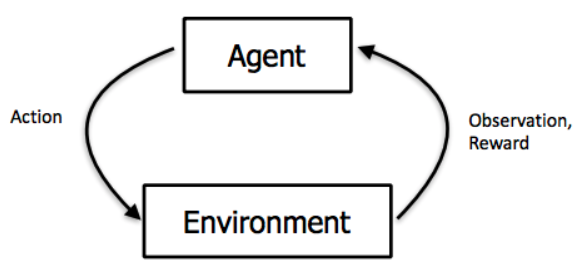 Agent
Action
Observation,
Reward
Environment